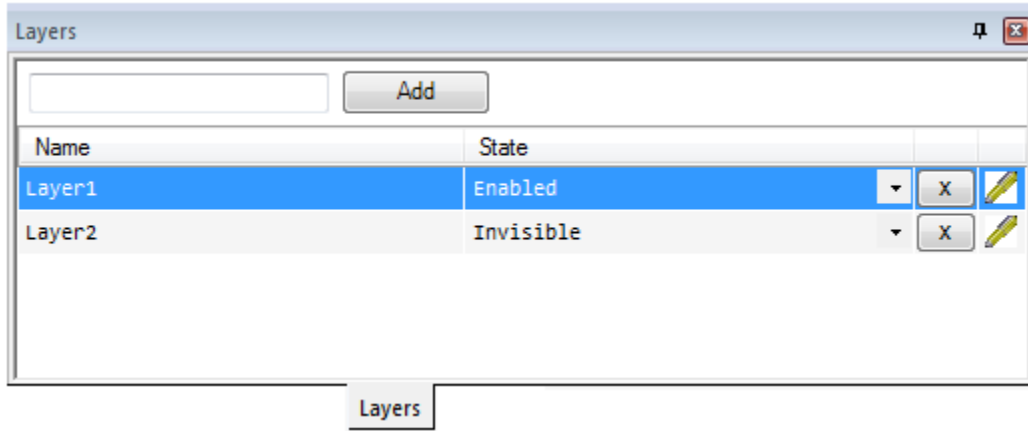 Layers
Add
Name State
Layer1 Enabled x
Layer2 Invisible x
Layers